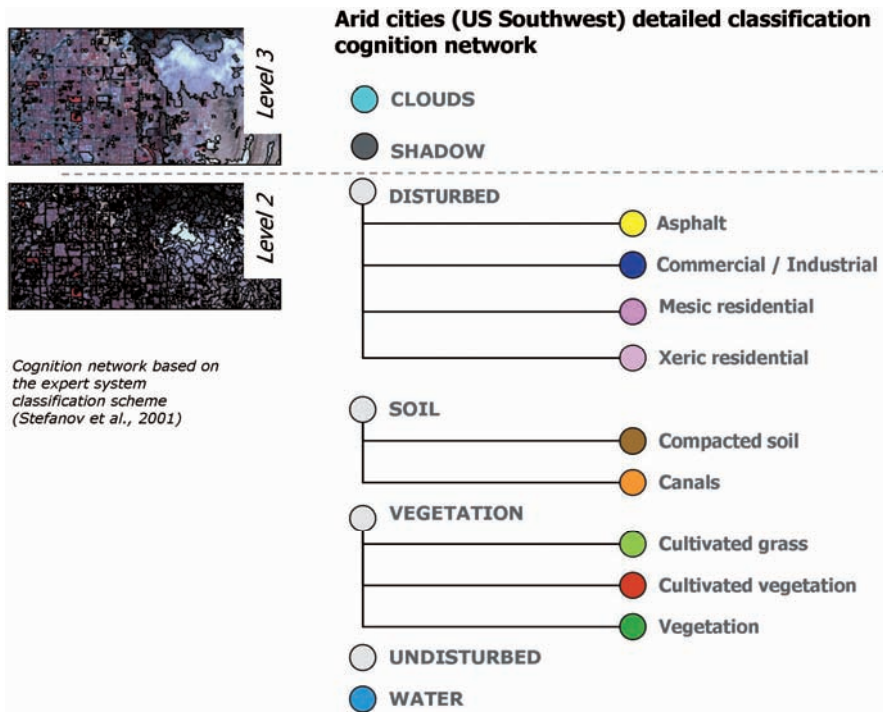 Arid cities (US Southwest) detailed classification
cognition network
Level 3
CLOUDS
SHADOW
Level 2
DISTURBED
Asphalt
Commercial / Industrial
Mesic residential
Xeric residential
Cognition network based on
the expert system
classification scheme
(Stefanov et al., 2001)
SOIL
Compacted soil
Canals
VEGETATION
Cultivated grass
Cultivated vegetation
Vegetation
UNDISTURBED
WATER